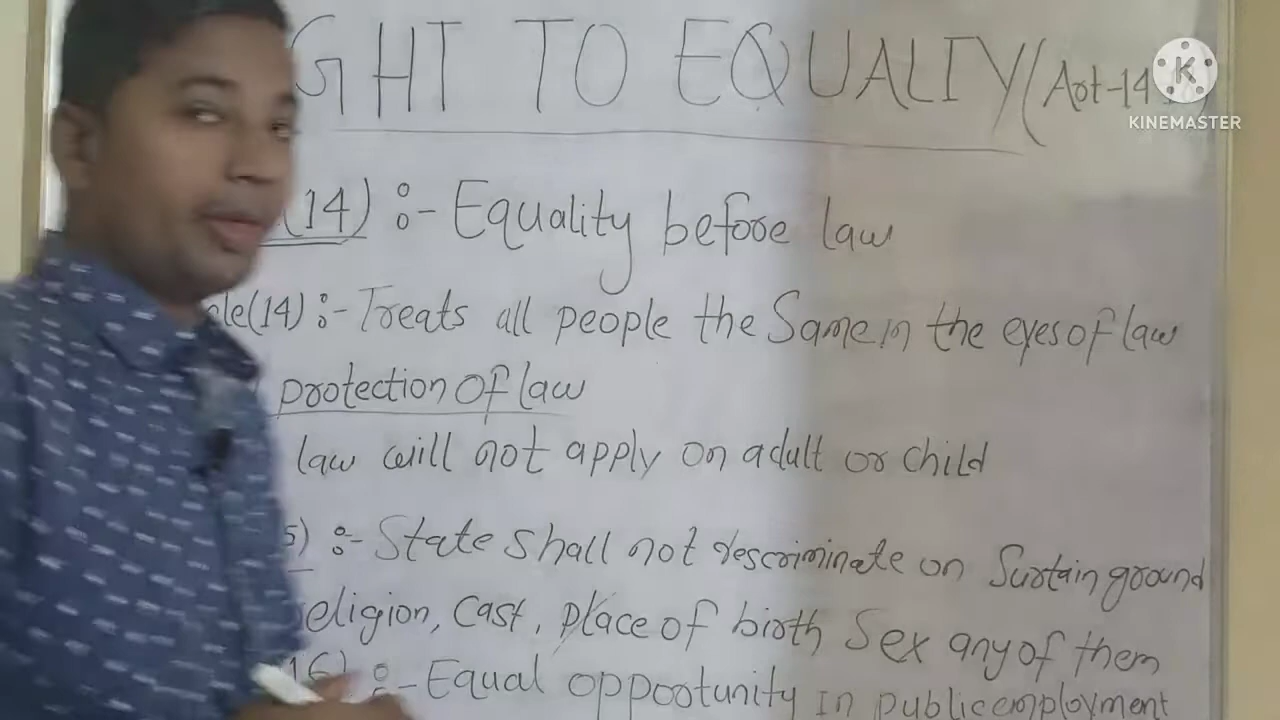 GHT TO EQUALITY (Art-14
K
KINEMASTER
(14) :- Equality before law
cle(14) :- Treats all people the Same in the eyes of law
protection of law
law will not apply on adult or child
5) :- State shall not descriminate on Surtain ground
eligion, Cast, place of birth Sex any of them
16) :- Equal oppootunity in public employment